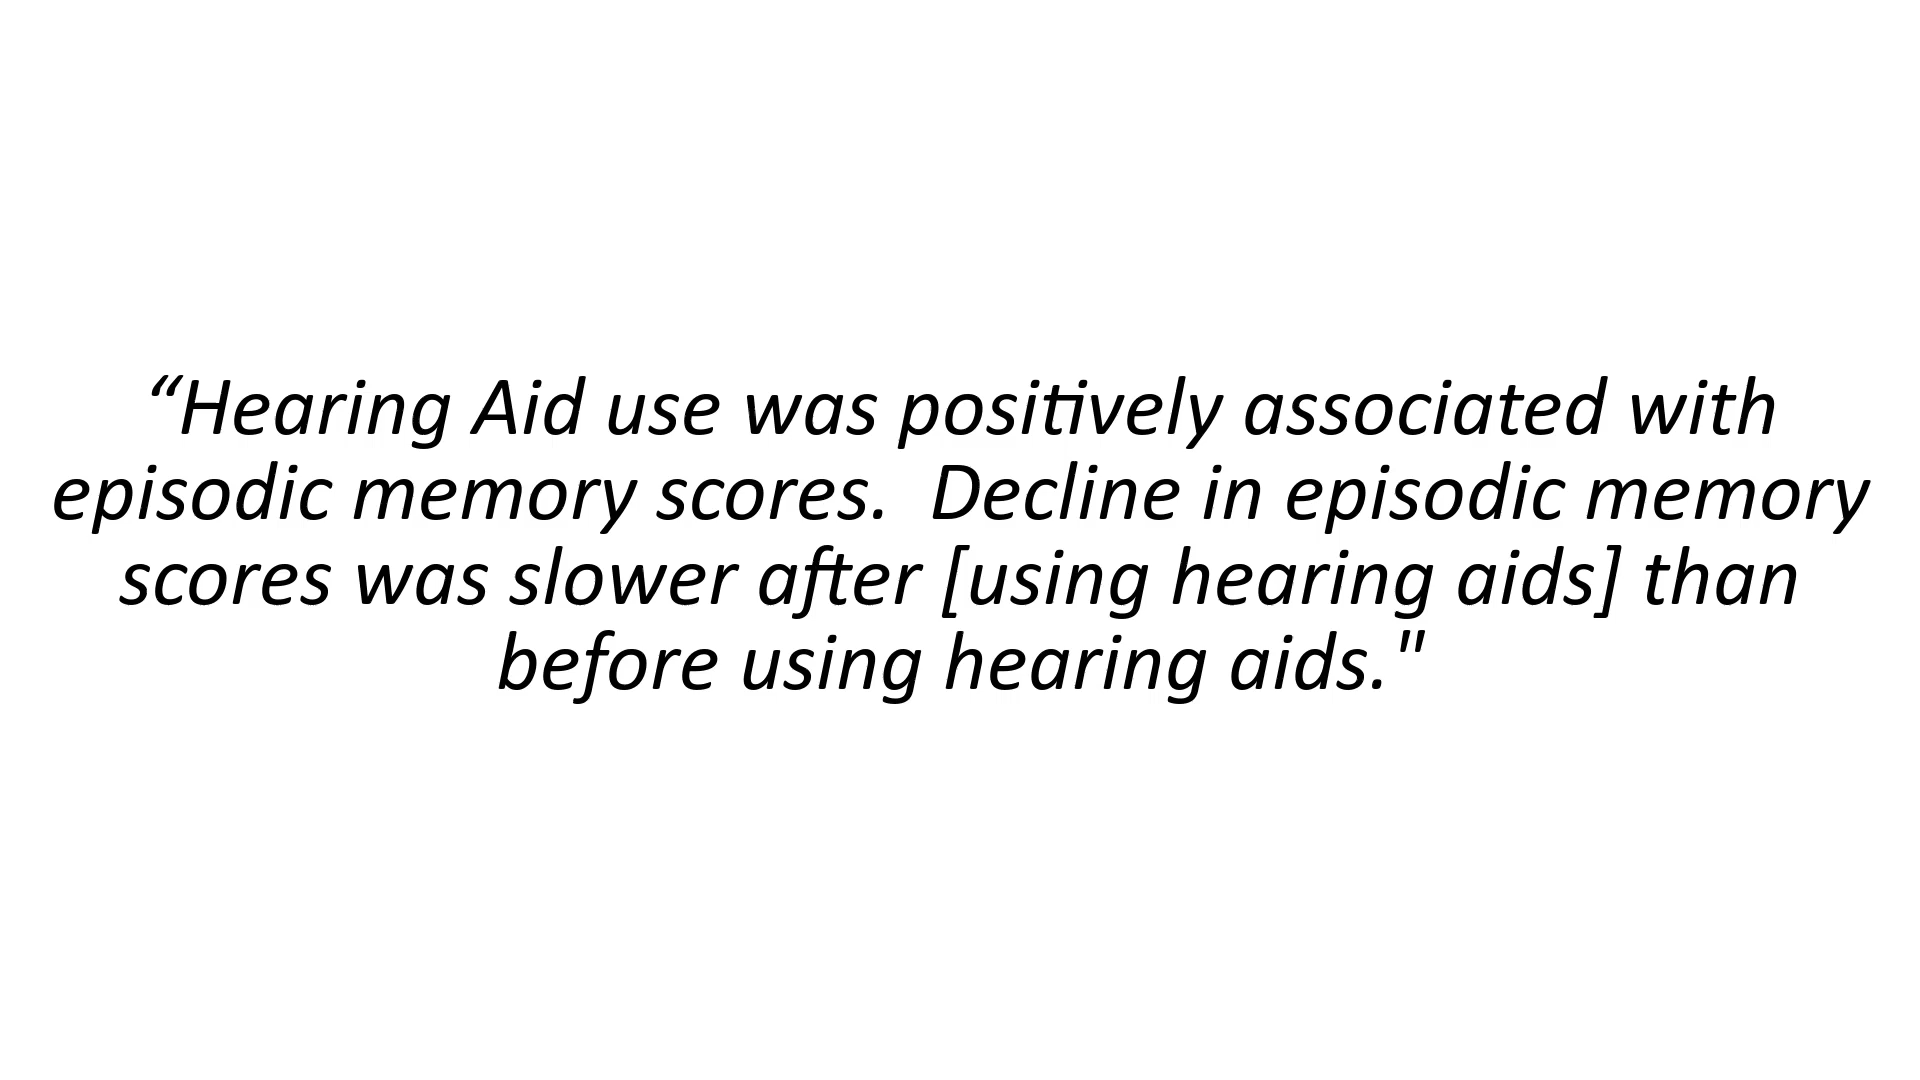 “Hearing Aid use was positively associated with
episodic memory scores.  Decline in episodic memory
scores was slower after [using hearing aids] than
before using hearing aids."